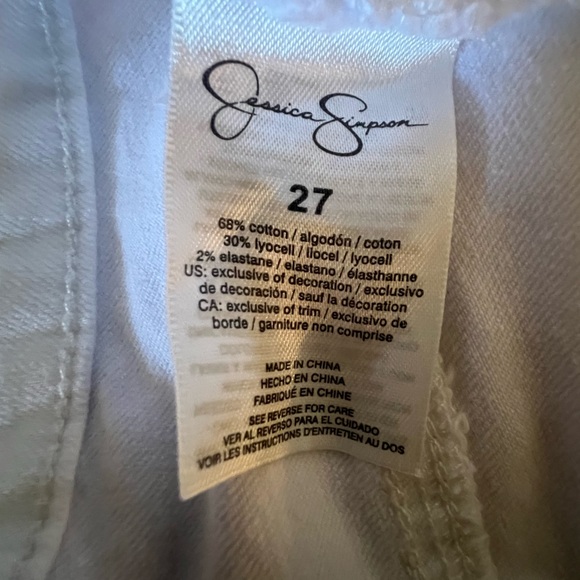 Jessica Simpson
27
68% cotton / algodón / coton
30% lyocell / liocel / lyocell
2% elastane / elastano / élasthanne
US: exclusive of decoration / exclusivo
de decoración / sauf la décoration
CA: exclusive of trim / exclusivo de
borde / garniture non comprise
MADE IN CHINA
HECHO EN CHINA
FABRIQUÉ EN CHINE
SEE REVERSE FOR CARE
VER AL REVERSO PARA EL CUIDADO
VOIR LES INSTRUCTIONS D'ENTRETIEN AU DOS